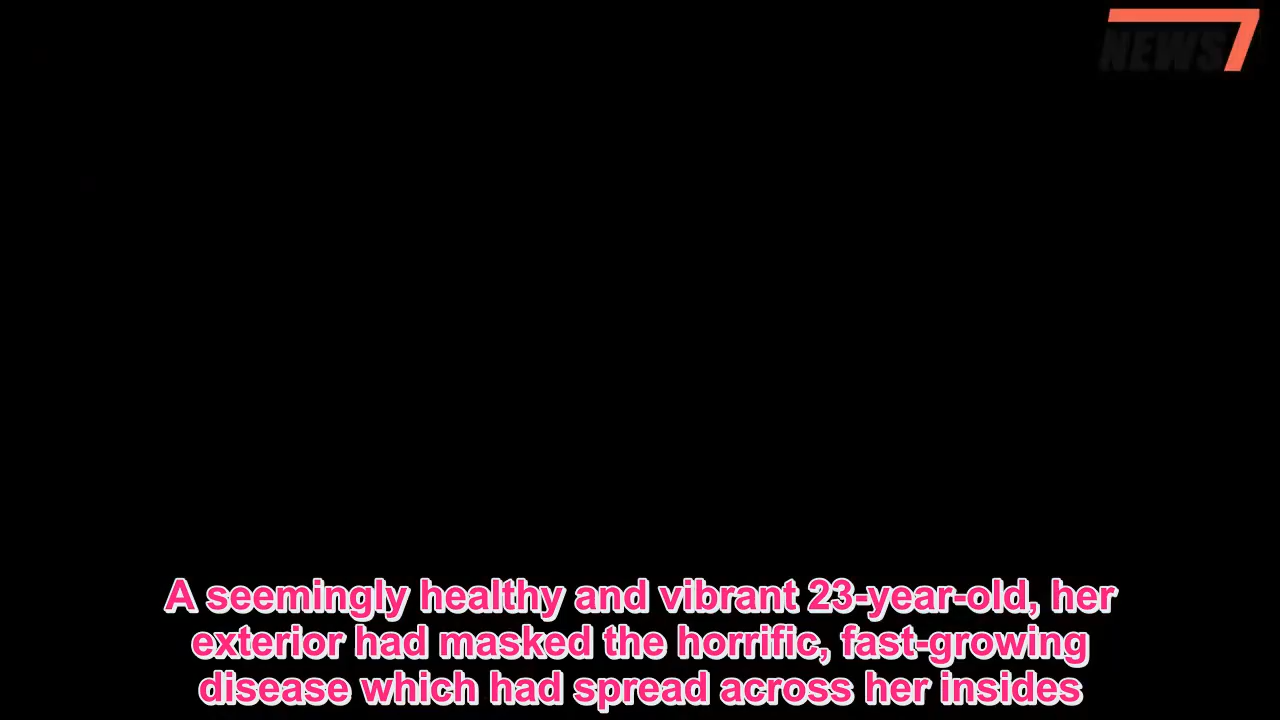 NEWS7
A seemingly healthy and vibrant 23-year-old, her
exterior had masked the horrific, fast-growing
disease which had spread across her insides